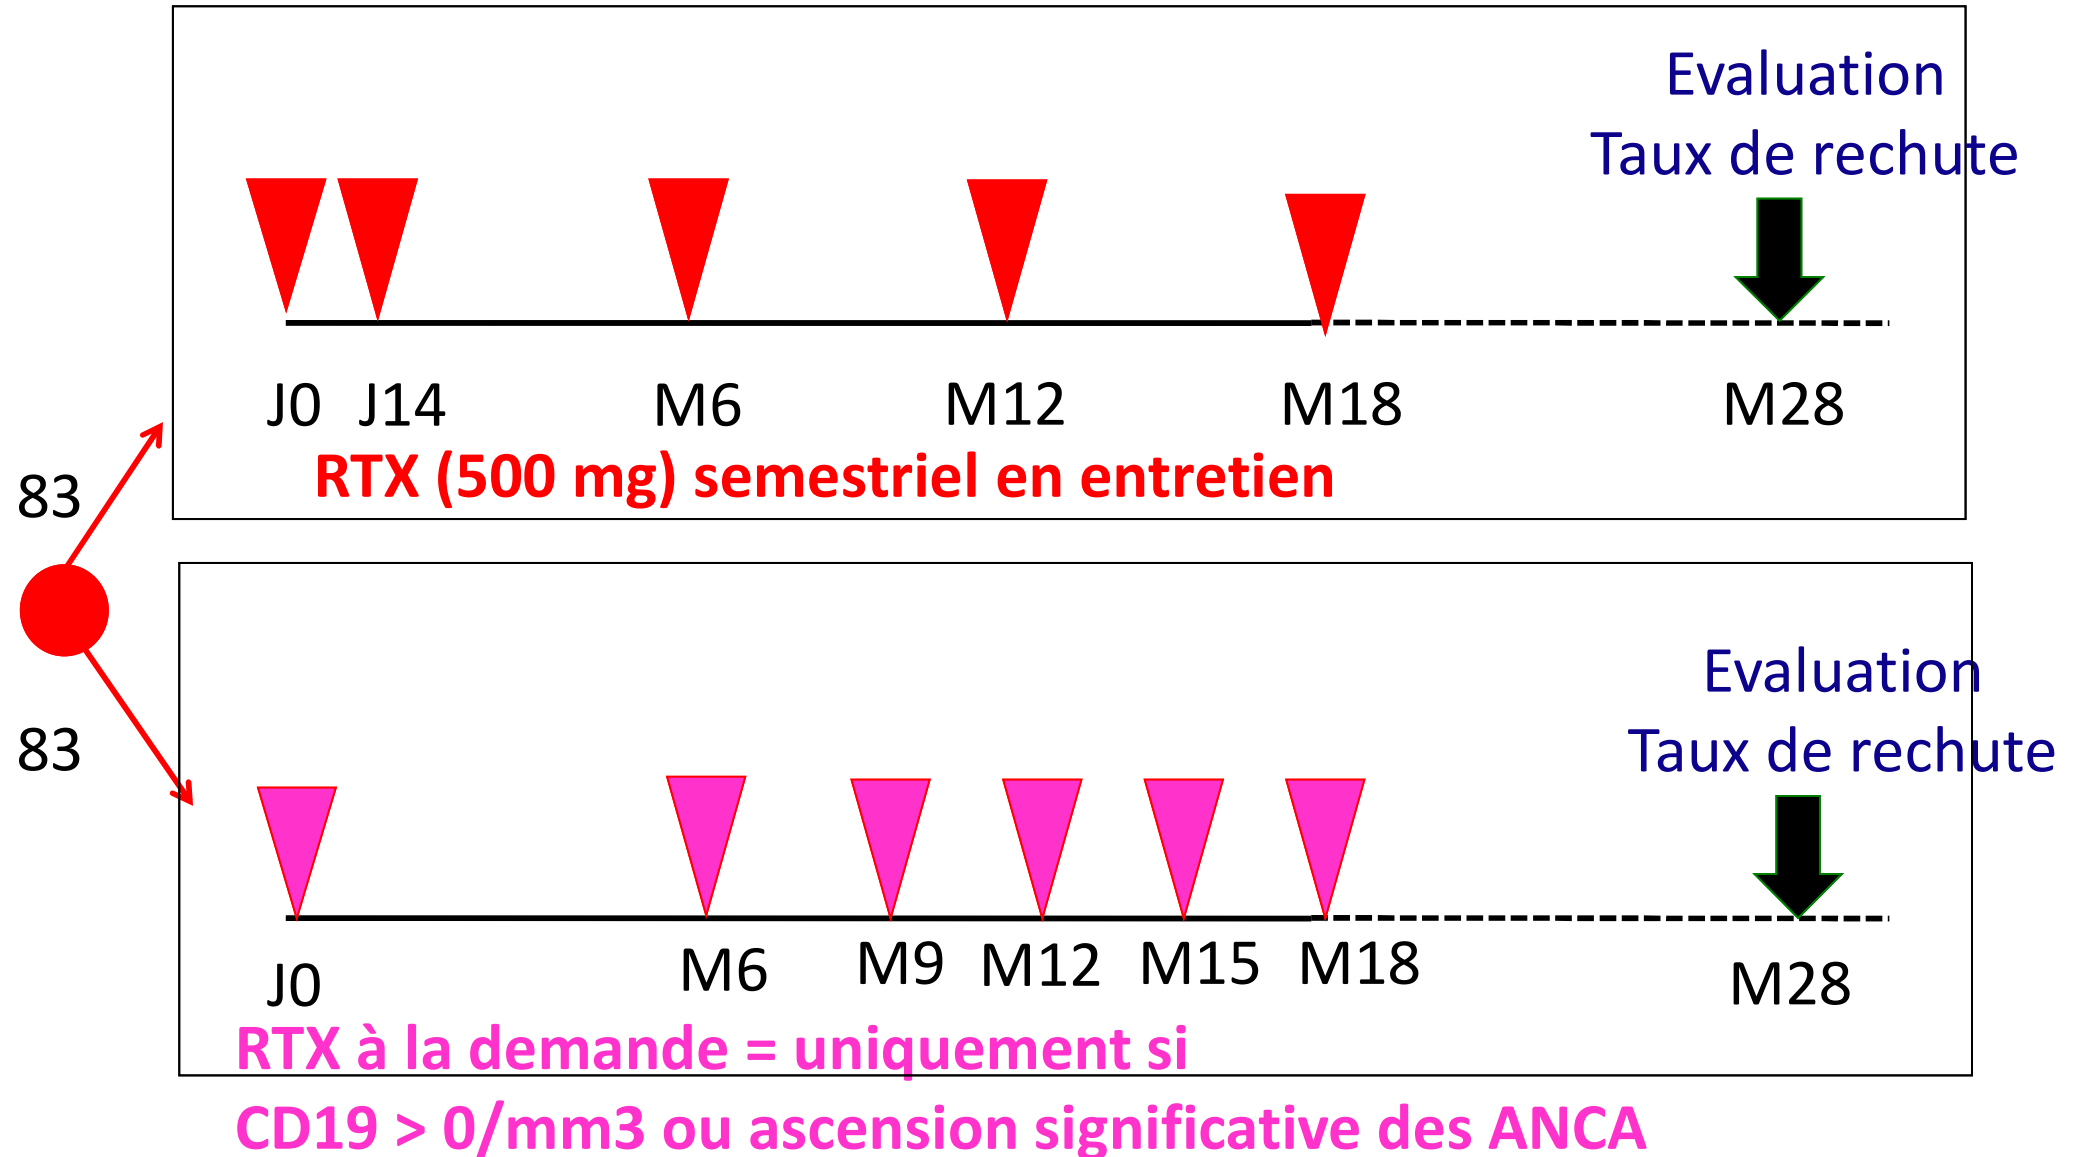 Evaluation
Taux de rechute
J0 J14 M6 M12 M18 M28
RTX (500 mg) semestriel en entretien
83
83
Evaluation
Taux de rechute
J0 M6 M9 M12 M15 M18 M28
RTX à la demande = uniquement si
CD19 > 0/mm3 ou ascension significative des ANCA